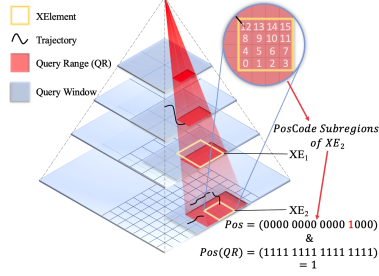 XElement
Trajectory
Query Range (QR)
Query Window
12 13 14 15
8 9 10 11
4 5 6 7
0 1 2 3
PosCode Subregions
of XE₂
XE₁
XE₂
Pos = (0000 0000 0000 1000)
&
Pos(QR) = (1111 1111 1111 1111)
= 1